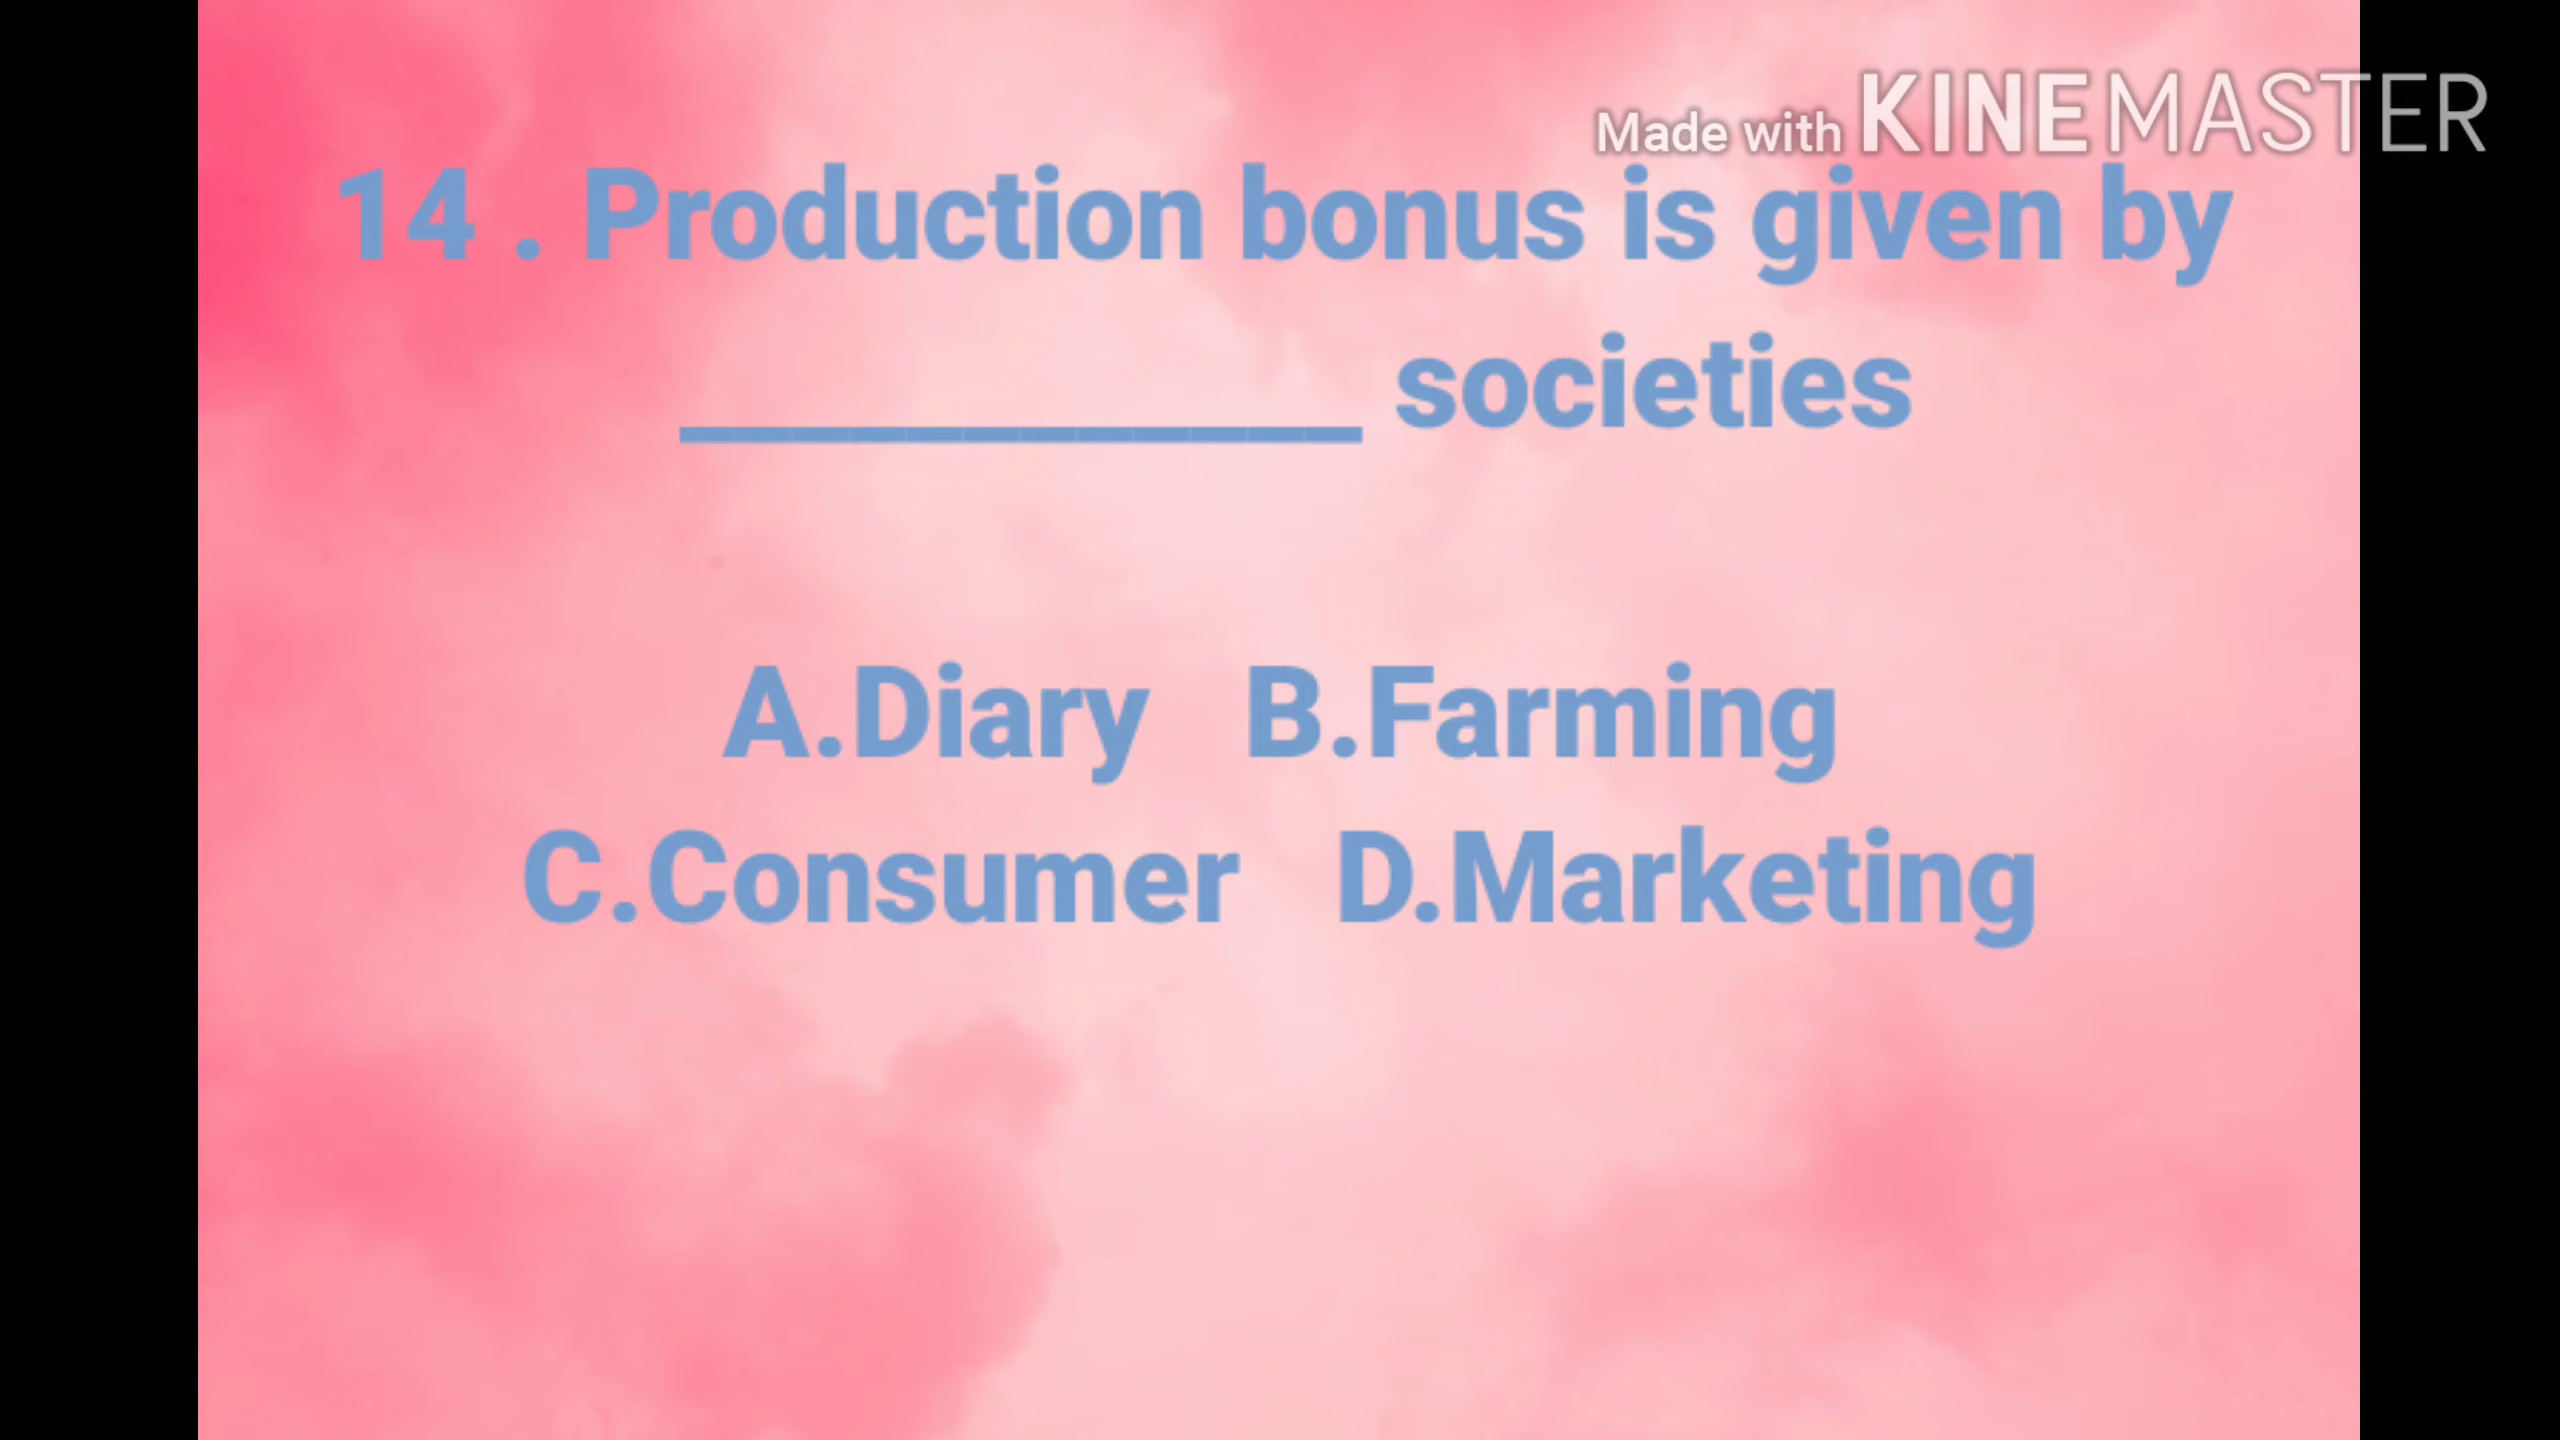 Made with KINEMASTER
14 . Production bonus is given by
____________ societies
A.Diary B.Farming
C.Consumer D.Marketing